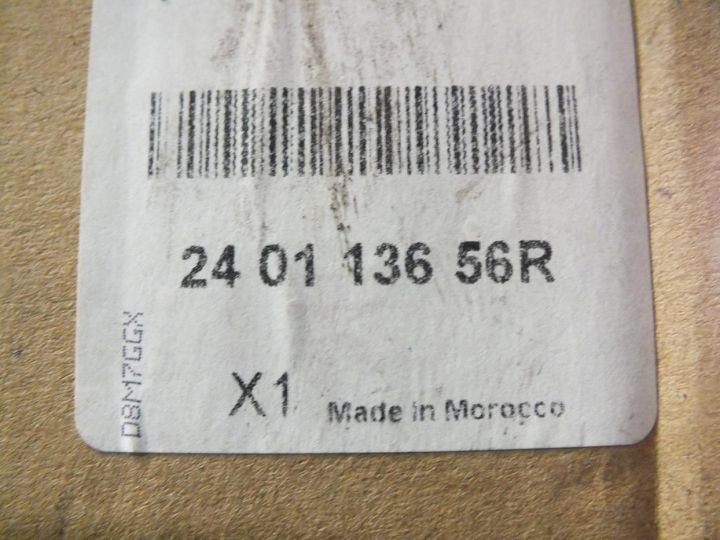 24 01 136 56R
X1 Made in Morocco
D8M7GGX